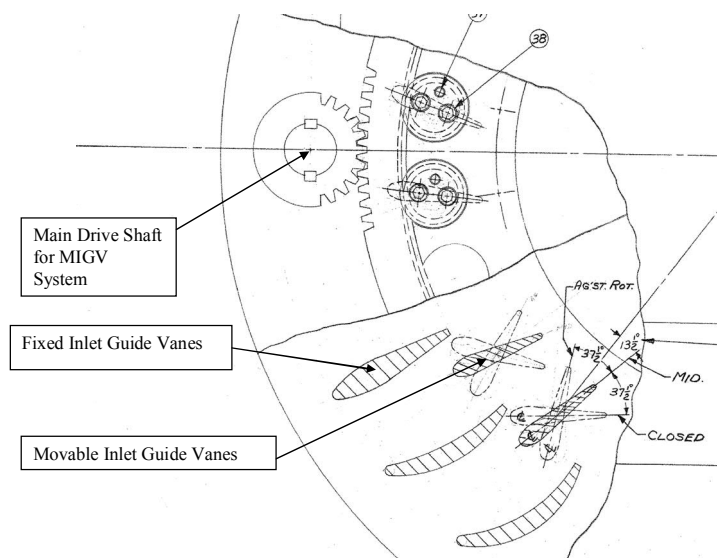 37
38
Main Drive Shaft
for MIGV
System
AG'ST. ROT.
Fixed Inlet Guide Vanes
13½°
37½°
MID.
37½°
CLOSED
Movable Inlet Guide Vanes